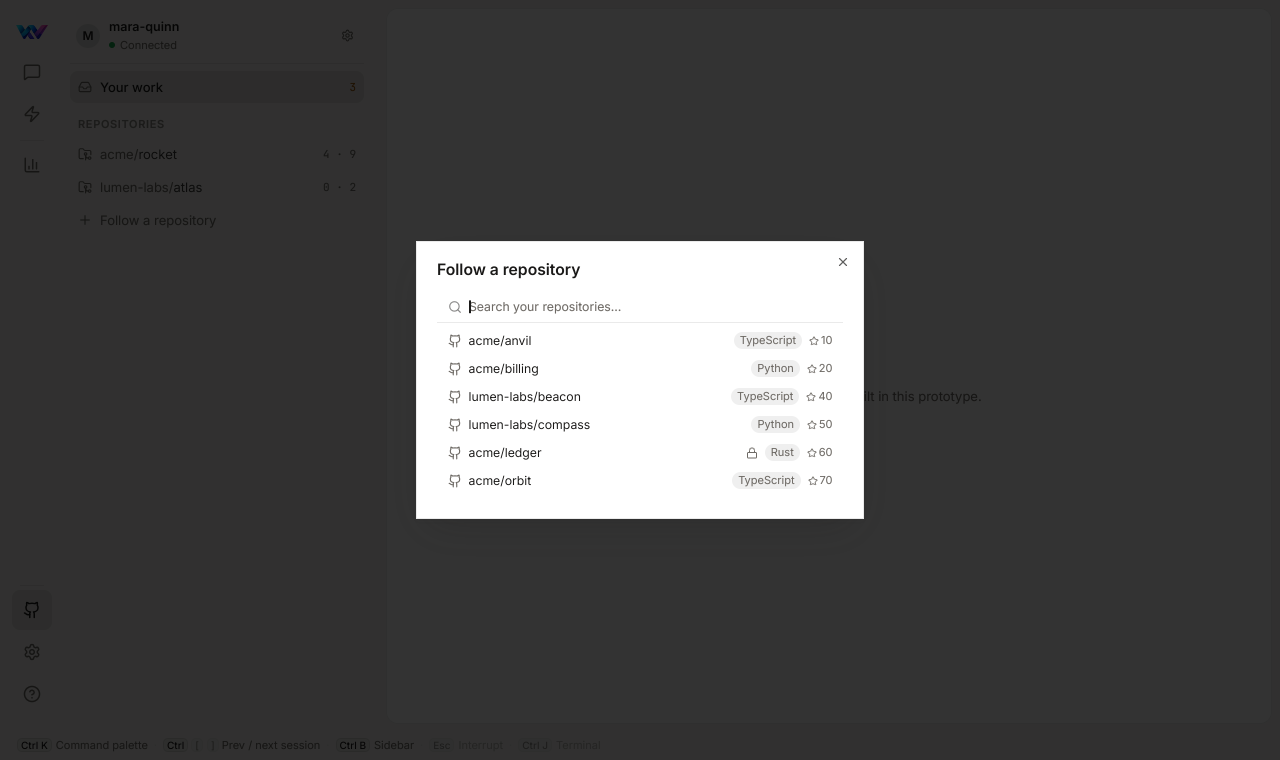 mara-quinn
M
Connected
Your work 3
REPOSITORIES
acme/rocket 4 · 9
lumen-labs/atlas 0 · 2
Follow a repository
ilt in this prototype.
Follow a repository
Search your repositories...
acme/anvil TypeScript 10
acme/billing Python 20
lumen-labs/beacon TypeScript 40
lumen-labs/compass Python 50
acme/ledger Rust 60
acme/orbit TypeScript 70
Ctrl K Command palette Ctrl [ ] Prev / next session Ctrl B Sidebar Esc Interrupt Ctrl J Terminal